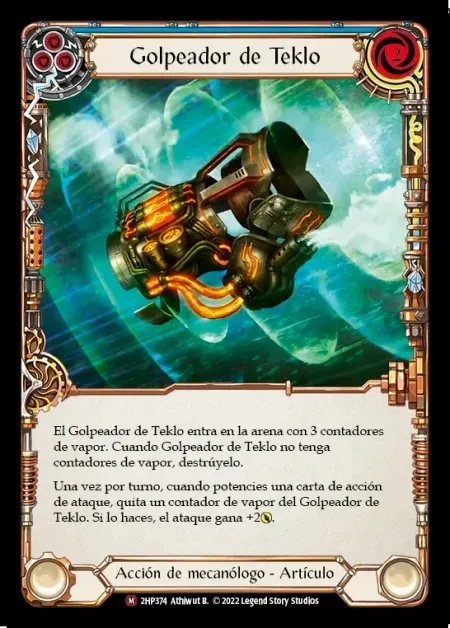 Golpeador de Teklo
2
El Golpeador de Teklo entra en la arena con 3 contadores
de vapor. Cuando Golpeador de Teklo no tenga
contadores de vapor, destrúyelo.
Una vez por turno, cuando potencies una carta de acción
de ataque, quita un contador de vapor del Golpeador de
Teklo. Si lo haces, el ataque gana +2.
Acción de mecanólogo - Artículo
M 2HP374 Athiwut B. © 2022 Legend Story Studios